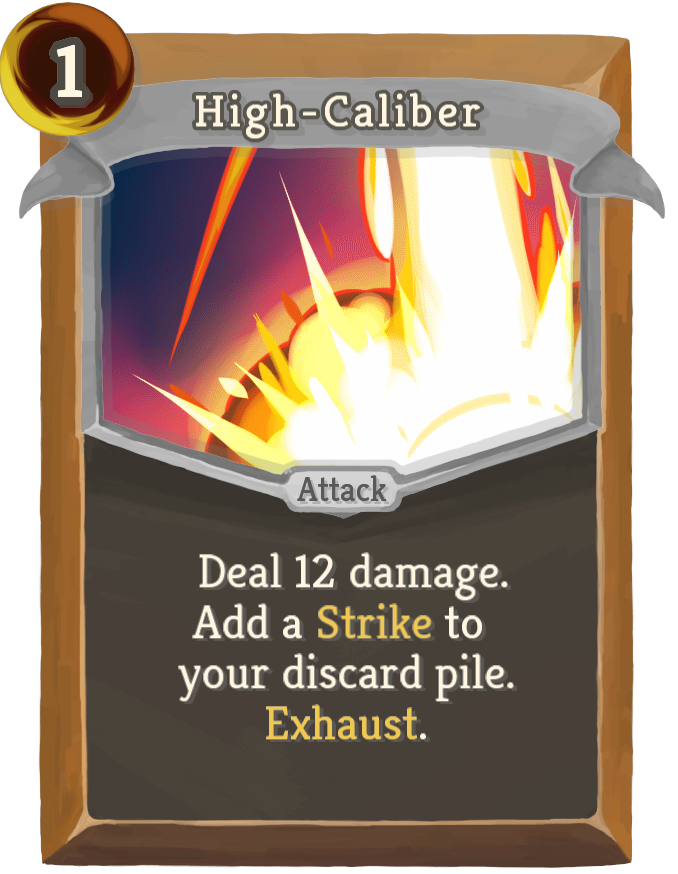 1
High-Caliber
Attack
Deal 12 damage.
Add a Strike to
your discard pile.
Exhaust.